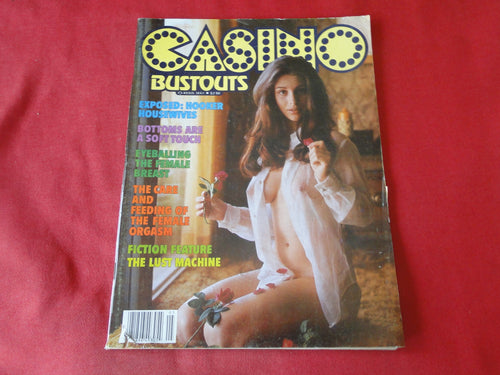 CASINO
BUSTOUTS
EXPOSED: HOOKER
HOUSEWIVES
BOTTOMS ARE
A SOFT TOUCH
EYEBALLING
THE FEMALE
BREAST
THE CARE
AND
FEEDING OF
THE FEMALE
ORGASM
FICTION FEATURE
THE LUST MACHINE